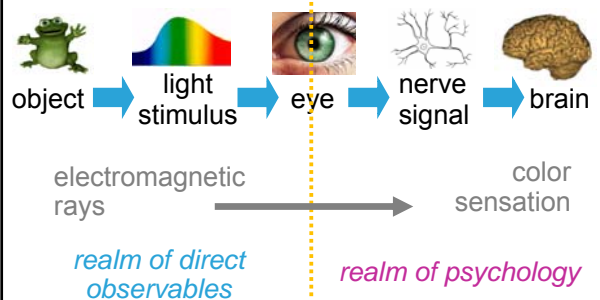 object
light
stimulus
eye
nerve
signal
brain
electromagnetic
rays
color
sensation
realm of direct
observables
realm of psychology